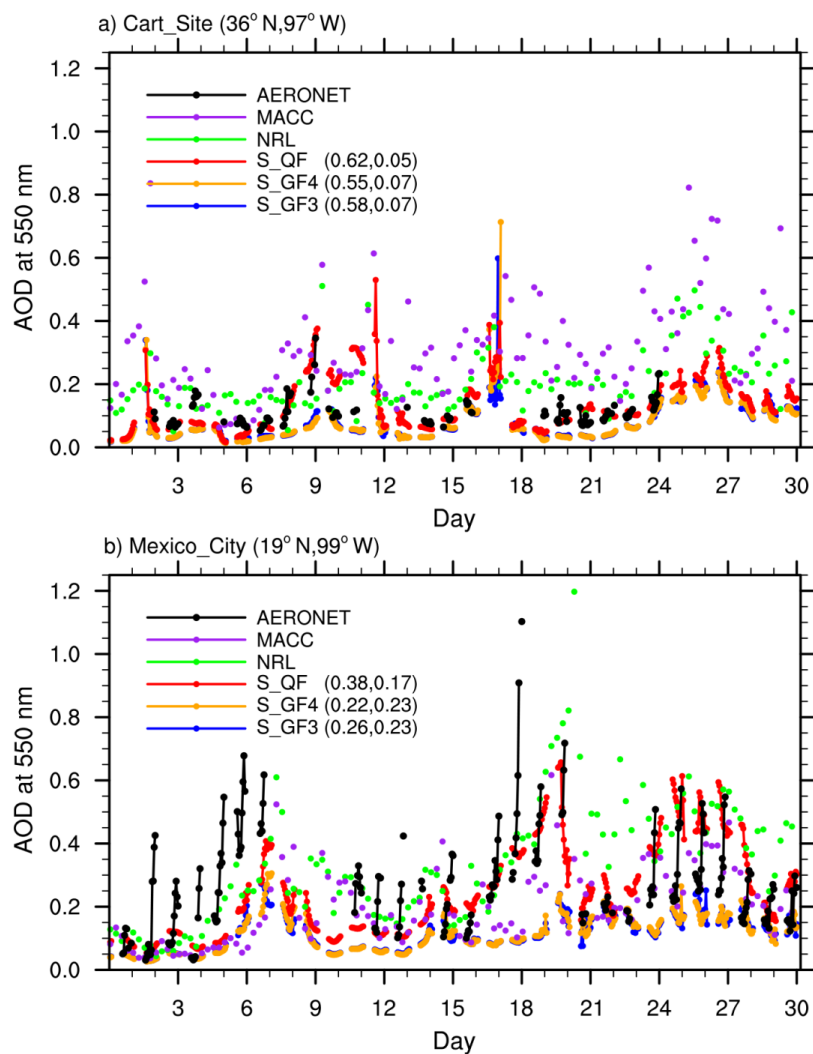 a) Cart_Site (36° N,97° W)
1.2
1.0
0.8
0.6
0.4
0.2
0.0
AOD at 550 nm
AERONET
MACC
NRL
S_QF (0.62,0.05)
S_GF4 (0.55,0.07)
S_GF3 (0.58,0.07)
3 6 9 12 15 18 21 24 27 30
Day
b) Mexico_City (19° N,99° W)
1.2
1.0
0.8
0.6
0.4
0.2
0.0
AOD at 550 nm
AERONET
MACC
NRL
S_QF (0.38,0.17)
S_GF4 (0.22,0.23)
S_GF3 (0.26,0.23)
3 6 9 12 15 18 21 24 27 30
Day